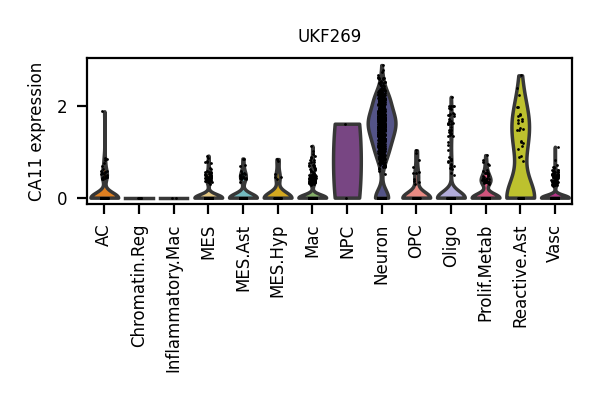 UKF269
CA11 expression
2
0
AC
Chromatin.Reg
Inflammatory.Mac
MES
MES.Ast
MES.Hyp
Mac
NPC
Neuron
OPC
Oligo
Prolif.Metab
Reactive.Ast
Vasc